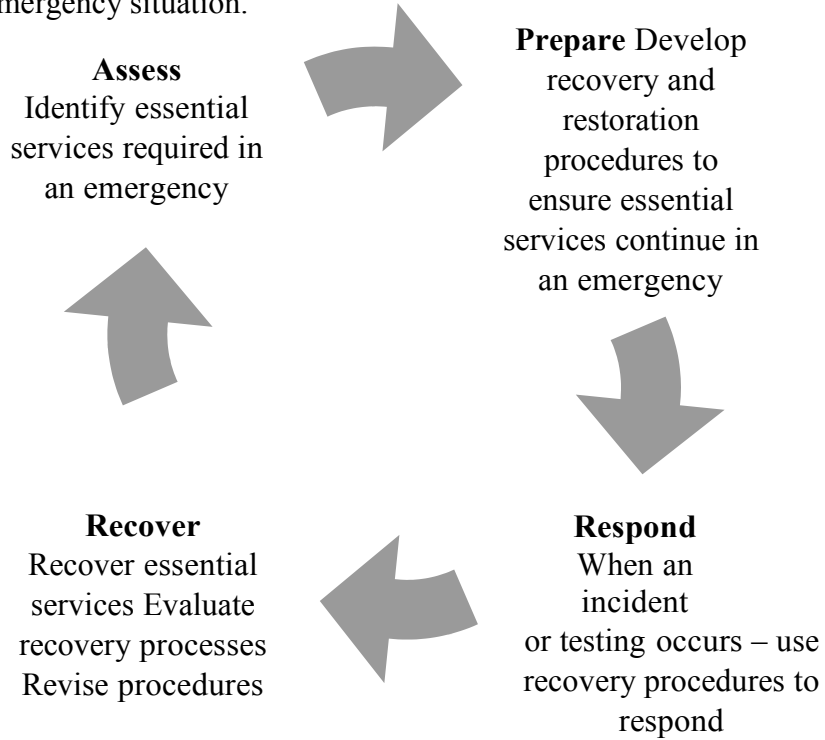 mergency situation.
Assess
Identify essential
services required in
an emergency
Prepare Develop
recovery and
restoration
procedures to
ensure essential
services continue in
an emergency
Respond
When an
incident
or testing occurs – use
recovery procedures to
respond
Recover
Recover essential
services Evaluate
recovery processes
Revise procedures